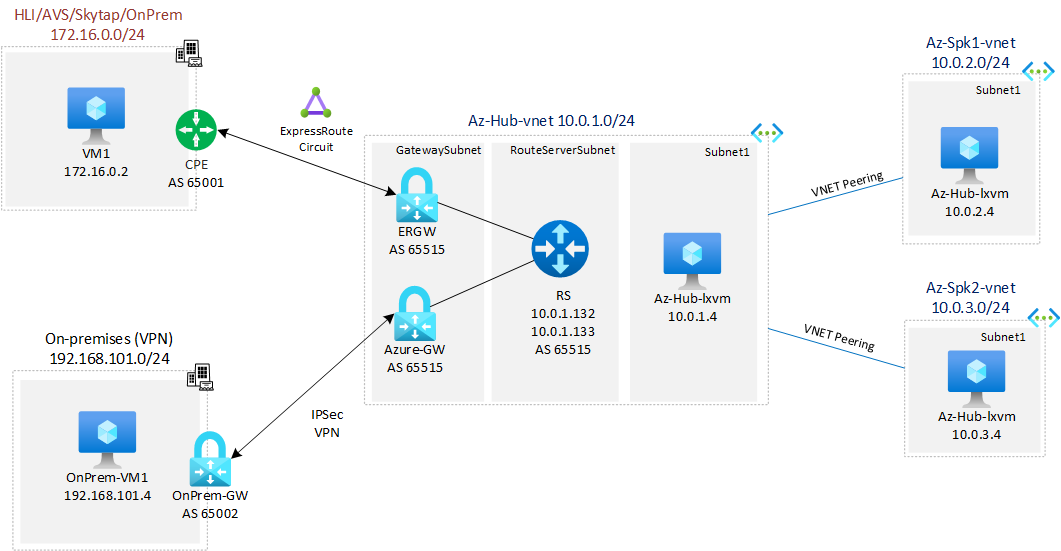 HLI/AVS/Skytap/OnPrem
172.16.0.0/24
VM1
172.16.0.2
CPE
AS 65001
ExpressRoute
Circuit
Az-Hub-vnet 10.0.1.0/24
GatewaySubnet
ERGW
AS 65515
Azure-GW
AS 65515
RouteServerSubnet
RS
10.0.1.132
10.0.1.133
AS 65515
Subnet1
Az-Hub-lxvm
10.0.1.4
VNET Peering
Az-Spk1-vnet
10.0.2.0/24
Subnet1
Az-Hub-lxvm
10.0.2.4
VNET Peering
Az-Spk2-vnet
10.0.3.0/24
Subnet1
Az-Hub-lxvm
10.0.3.4
On-premises (VPN)
192.168.101.0/24
OnPrem-VM1
192.168.101.4
OnPrem-GW
AS 65002
IPSec
VPN